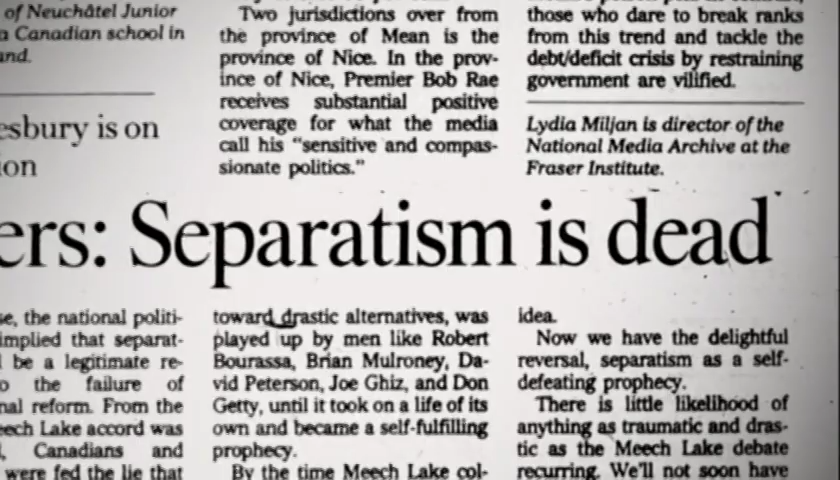 of Neuchâtel Junior
a Canadian school in
esbury is on
ion
Two jurisdictions over from
the province of Mean is the
province of Nice. In the prov-
ince of Nice, Premier Bob Rae
receives substantial positive
coverage for what the media
call his “sensitive and compas-
sionate politics.”
those who dare to break ranks
from this trend and tackle the
debt/deficit crisis by restraining
government are vilified.
Lydia Miljan is director of the
National Media Archive at the
Fraser Institute.
ers: Separatism is dead
se, the national politi-
implied that separat-
be a legitimate re-
the failure of
nal reform. From the
eech Lake accord was
Canadians and
were fed the lie that
toward drastic alternatives, was
played up by men like Robert
Bourassa, Brian Mulroney, Da-
vid Peterson, Joe Ghiz, and Don
Getty, until it took on a life of its
own and became a self-fulfilling
prophecy.
By the time Meech Lake col-
idea.
Now we have the delightful
reversal, separatism as a self-
defeating prophecy.
There is little likelihood of
anything as traumatic and dras-
tic as the Meech Lake debate
recurring. We'll not soon have